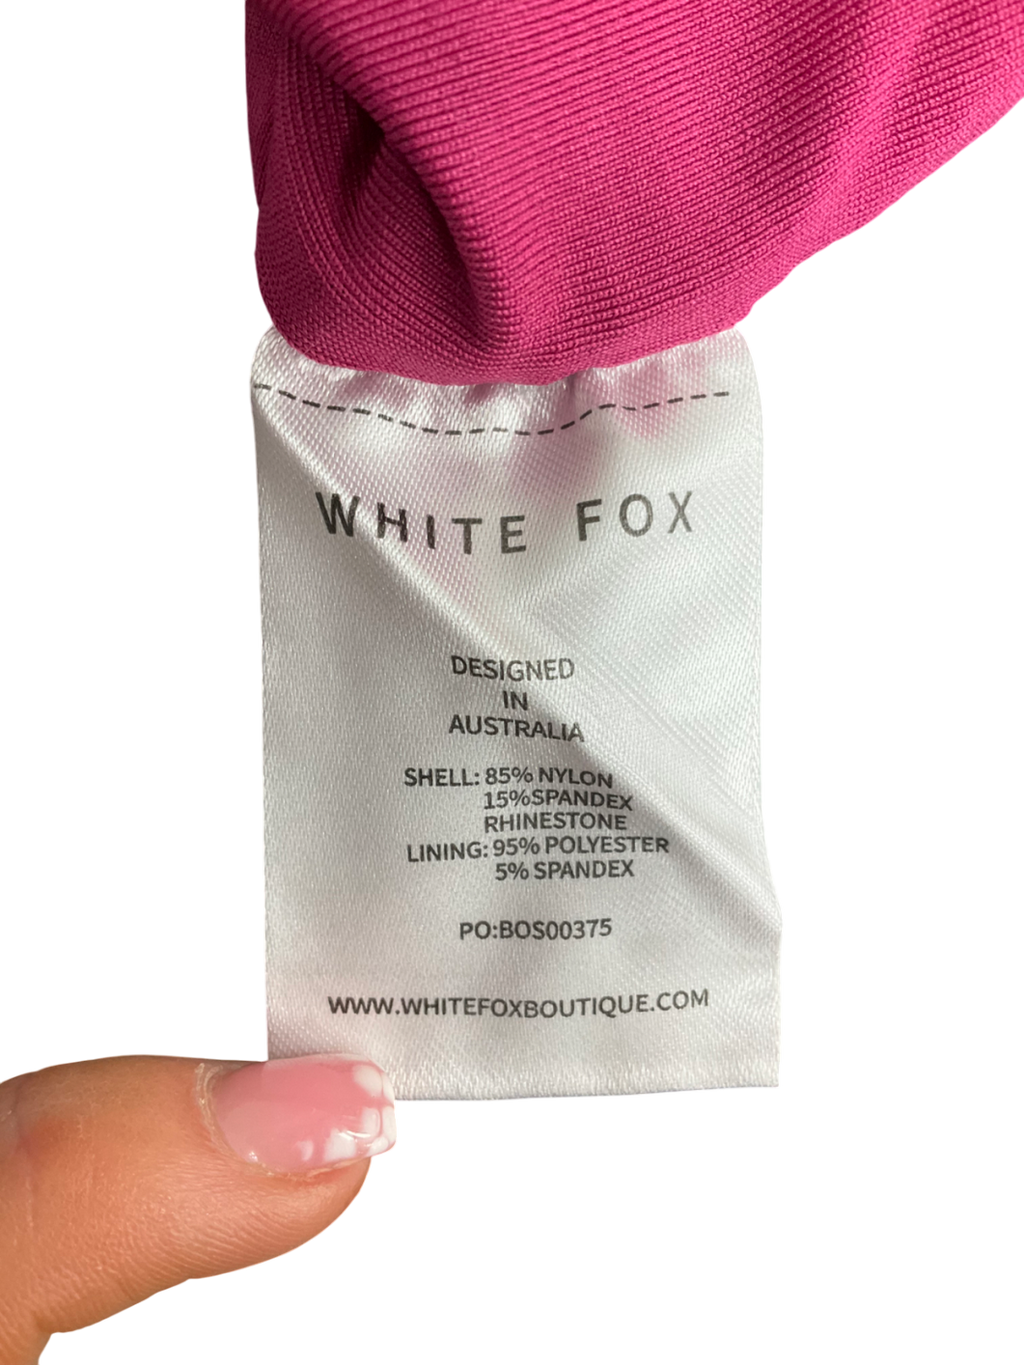 WHITE FOX
DESIGNED
IN
AUSTRALIA
SHELL: 85% NYLON
15%SPANDEX
RHINESTONE
LINING: 95% POLYESTER
5% SPANDEX
PO:BOS00375
WWW.WHITEFOXBOUTIQUE.COM